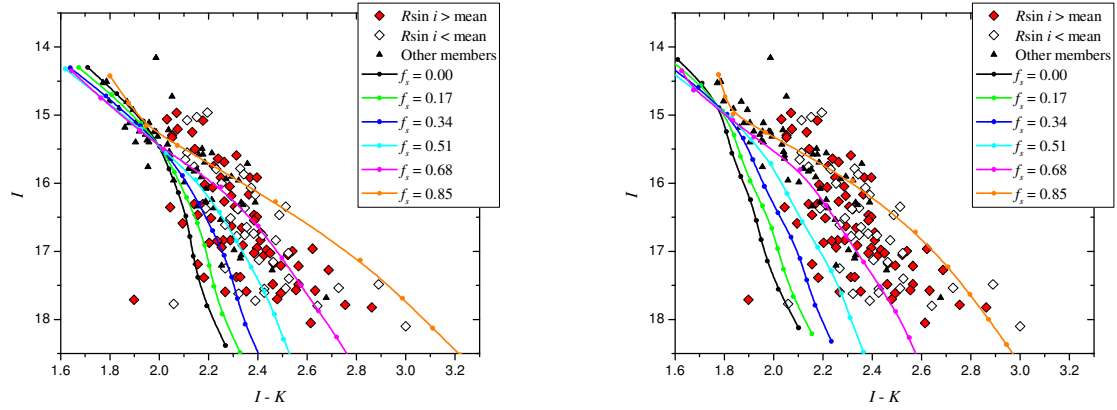 R sin i > mean
R sin i < mean
Other members
fs = 0.00
fs = 0.17
fs = 0.34
fs = 0.51
fs = 0.68
fs = 0.85
14
15
16
17
18
I
1.6 1.8 2.0 2.2 2.4 2.6 2.8 3.0 3.2
I - K
R sin i > mean
R sin i < mean
Other members
fs = 0.00
fs = 0.17
fs = 0.34
fs = 0.51
fs = 0.68
fs = 0.85
14
15
16
17
18
I
1.6 1.8 2.0 2.2 2.4 2.6 2.8 3.0 3.2
I - K